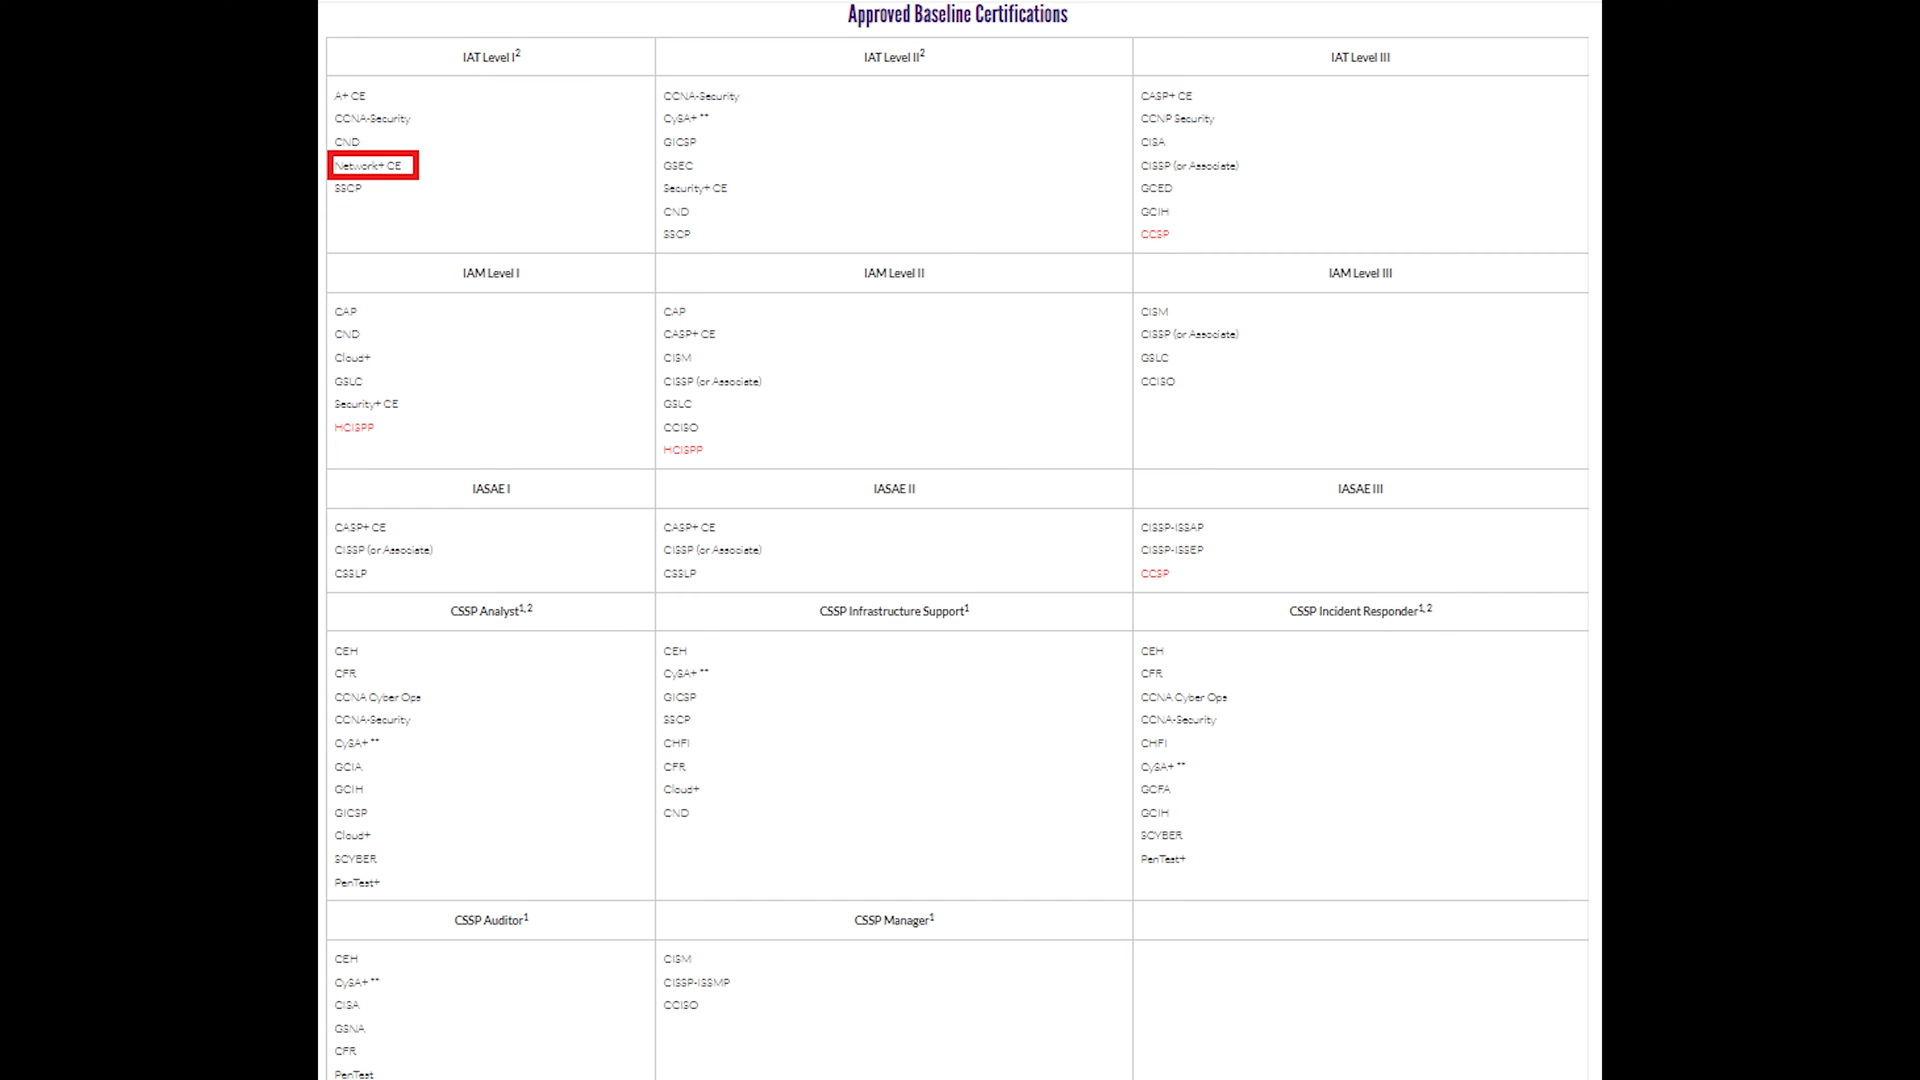 Approved Baseline Certifications
IAT Level I2
IAT Level II2
IAT Level III
A+ CE
CCNA-Security
CND
Network+ CE
SSCP
CCNA-Security
CySA+ **
GICSP
GSEC
Security+ CE
CND
SSCP
CASP+ CE
CCNP Security
CISA
CISSP (or Associate)
GCED
GCIH
CCSP
IAM Level I
IAM Level II
IAM Level III
CAP
CND
Cloud+
GSLC
Security+ CE
HCISPP
CAP
CASP+ CE
CISM
CISSP (or Associate)
GSLC
CCISO
HCISPP
CISM
CISSP (or Associate)
GSLC
CCISO
IASAE I
IASAE II
IASAE III
CASP+ CE
CISSP (or Associate)
CSSLP
CASP+ CE
CISSP (or Associate)
CSSLP
CISSP-ISSAP
CISSP-ISSEP
CCSP
CSSP Analyst1, 2
CSSP Infrastructure Support1
CSSP Incident Responder1, 2
CEH
CFR
CCNA Cyber Ops
CCNA-Security
CySA+ **
GCIA
GCIH
GICSP
Cloud+
SCYBER
PenTest+
CEH
CySA+ **
GICSP
SSCP
CHFI
CFR
Cloud+
CND
CEH
CFR
CCNA Cyber Ops
CCNA-Security
CHFI
CySA+ **
GCFA
GCIH
SCYBER
PenTest+
CSSP Auditor1
CSSP Manager1
CEH
CySA+ **
CISA
GSNA
CFR
PenTest
CISM
CISSP-ISSMP
CCISO